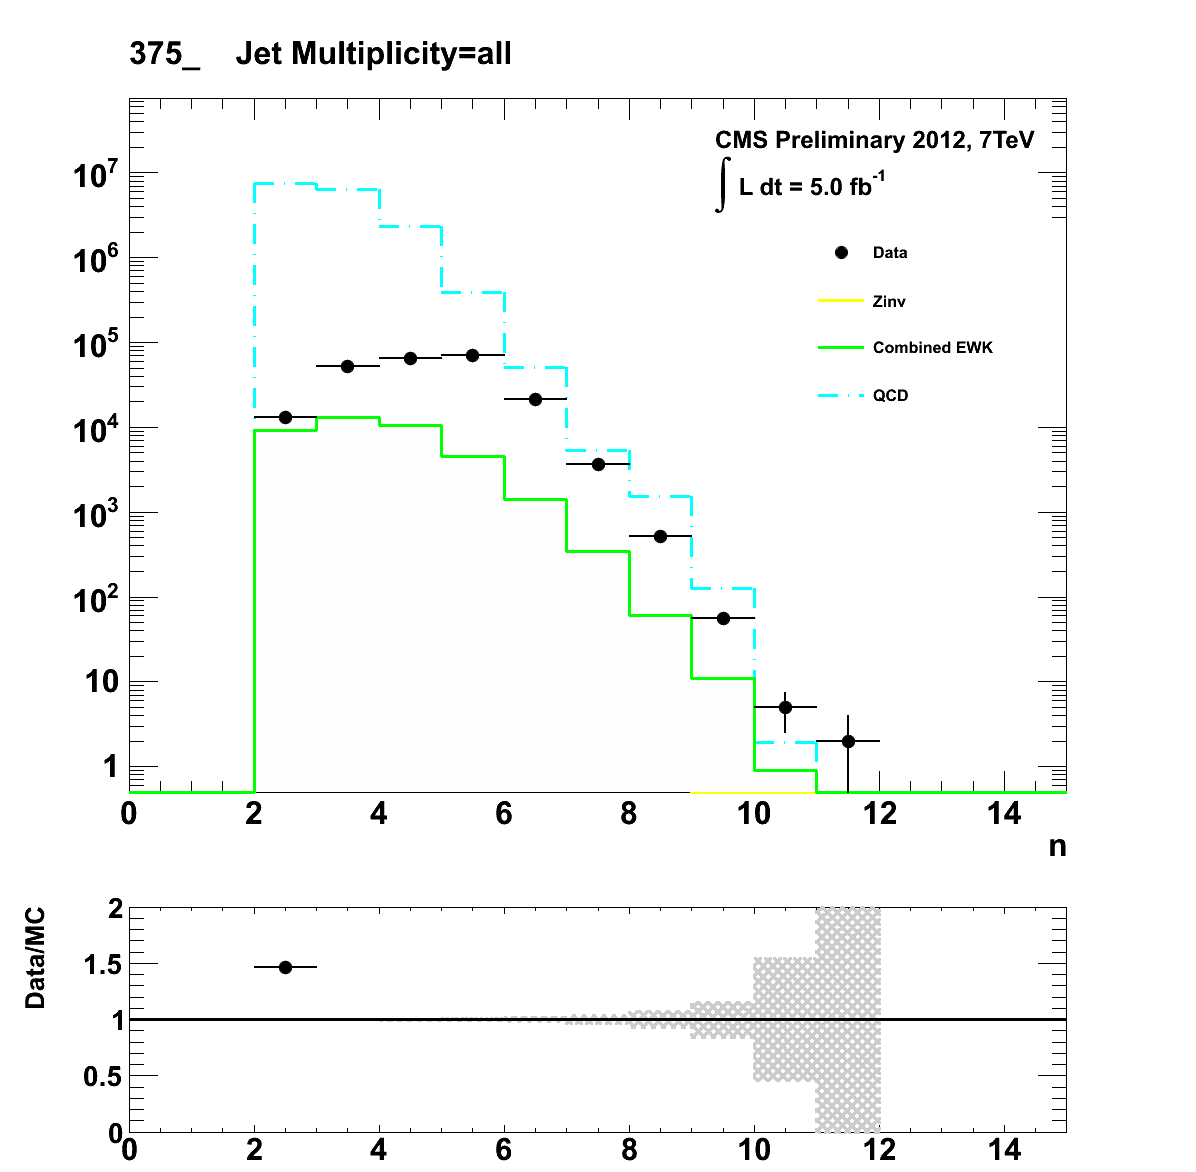 375_ Jet Multiplicity=all
CMS Preliminary 2012, 7TeV
∫ L dt = 5.0 fb⁻¹
Data
Zinv
Combined EWK
QCD
10⁷
10⁶
10⁵
10⁴
10³
10²
10
1
0 2 4 6 8 10 12 14
n
Data/MC
2
1.5
1
0.5
0
0 2 4 6 8 10 12 14